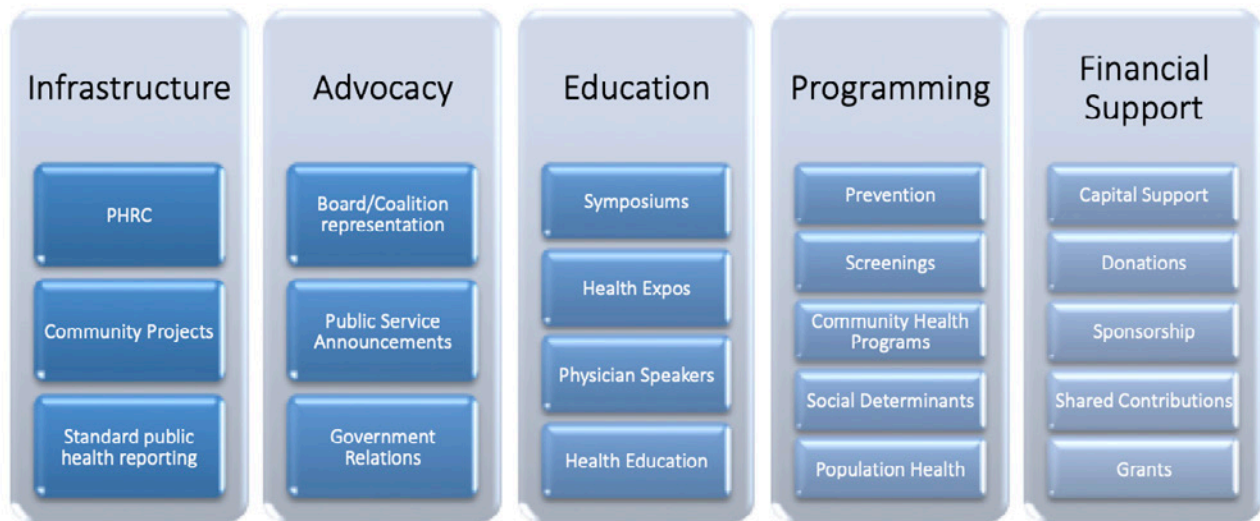 Infrastructure
PHRC
Community Projects
Standard public
health reporting
Advocacy
Board/Coalition
representation
Public Service
Announcements
Government
Relations
Education
Symposiums
Health Expos
Physician Speakers
Health Education
Programming
Prevention
Screenings
Community Health
Programs
Social Determinants
Population Health
Financial
Support
Capital Support
Donations
Sponsorship
Shared Contributions
Grants